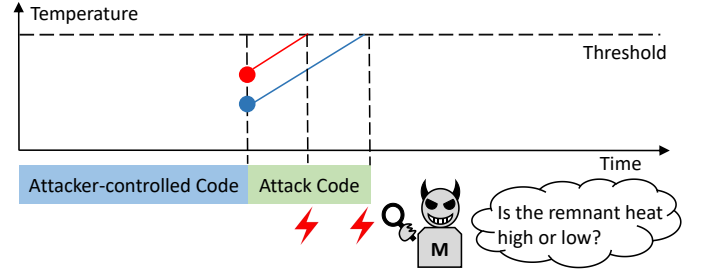 Temperature
Threshold
Time
Attacker-controlled Code
Attack Code
M
Is the remnant heat
high or low?